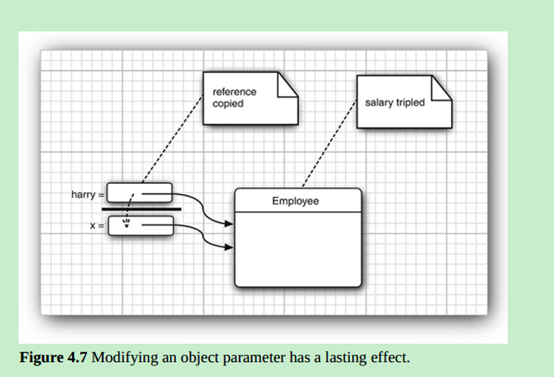 reference
copied
salary tripled
harry =
Employee
x =
Figure 4.7 Modifying an object parameter has a lasting effect.